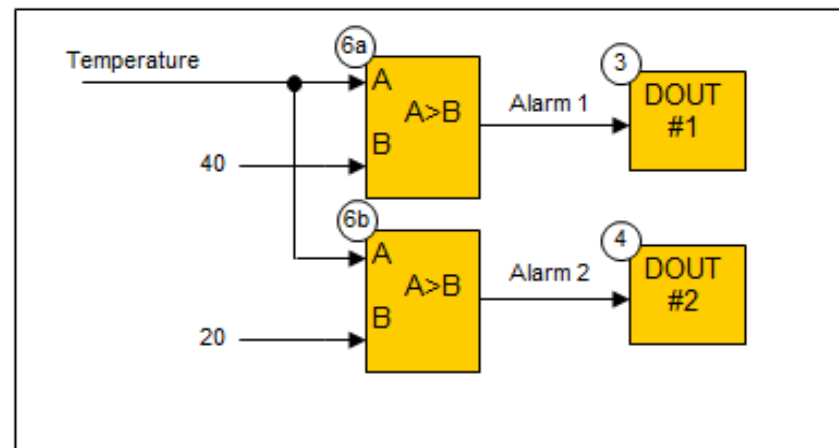 6a
3
Temperature
A
A>B
B
Alarm 1
DOUT
#1
40
6b
4
A
A>B
B
Alarm 2
DOUT
#2
20